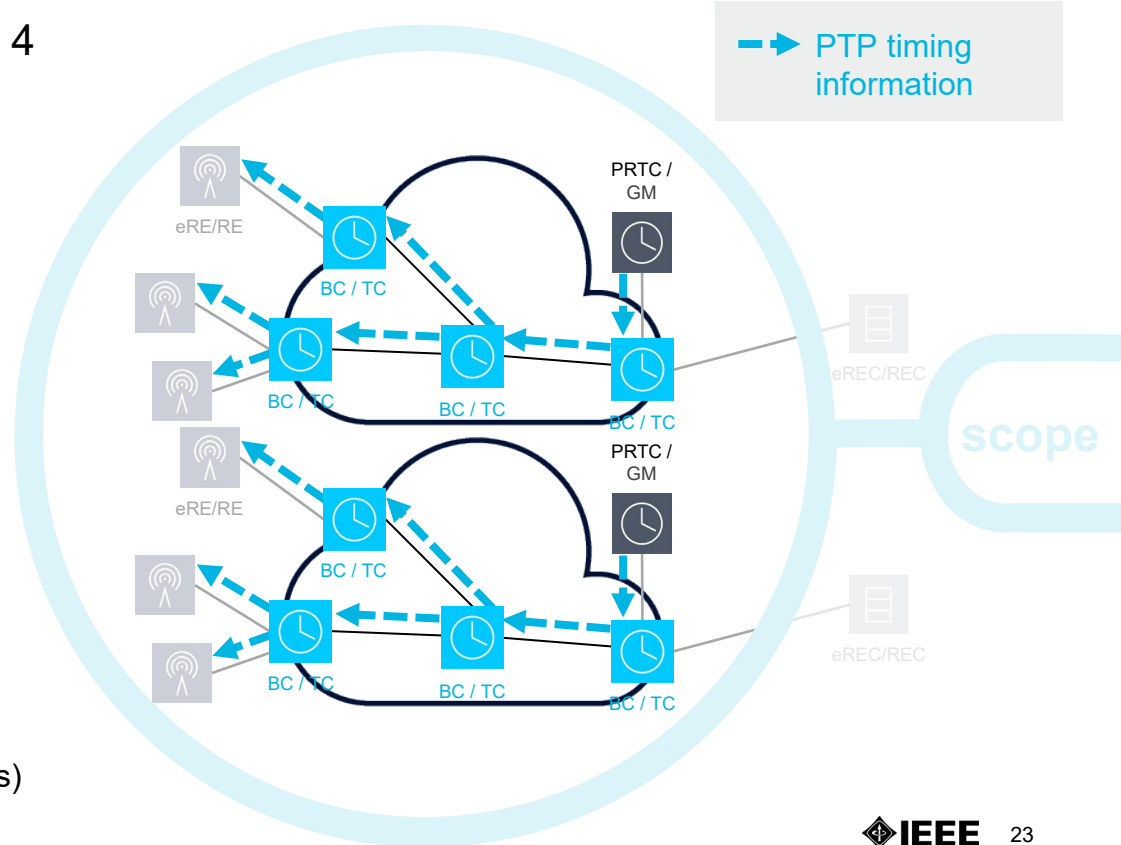 4
PTP timing
information
PRTC /
GM
eRE/RE
BC / TC
eREC/REC
BC / TC
BC / TC
BC / TC
PRTC /
GM
scope
eRE/RE
BC / TC
eREC/REC
BC / TC
BC / TC
BC / TC
s)
IEEE 23